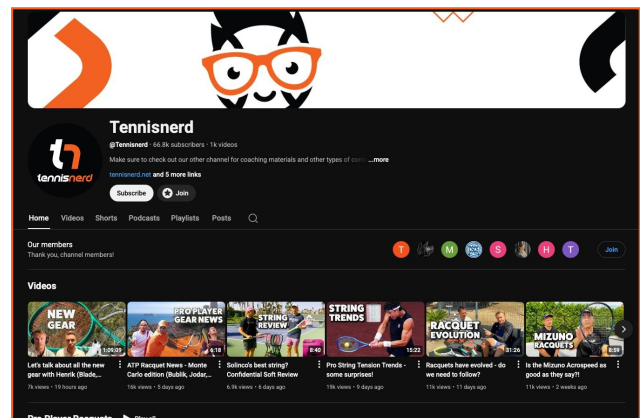 Tennisnerd
@Tennisnerd · 66.8k subscribers · 1k videos
Make sure to check out our other channel for coaching materials and other types of ...more
tennisnerd.net and 5 more links
tennisnerd
Subscribe
Join
Home Videos Shorts Podcasts Playlists Posts
Our members
Thank you, channel members!
T M S H T
Join
Videos
NEW GEAR
1:09:09
PRO PLAYER GEAR NEWS
6:18
STRING REVIEW
8:40
STRING TRENDS
15:22
RACQUET EVOLUTION
31:26
MIZUNO RACQUETS
8:59
Let's talk about all the new
gear with Henrik (Blade,...
7k views · 19 hours ago
ATP Racquet News - Monte
Carlo edition (Bublik, Jodar,...
16k views · 5 days ago
Solinco's best string?
Confidential Soft Review
6.9k views · 6 days ago
Pro String Tension Trends -
some surprises!
19k views · 9 days ago
Racquets have evolved - do
we need to follow?
11k views · 11 days ago
Is the Mizuno Acrospeed as
good as they say?!
11k views · 2 weeks ago